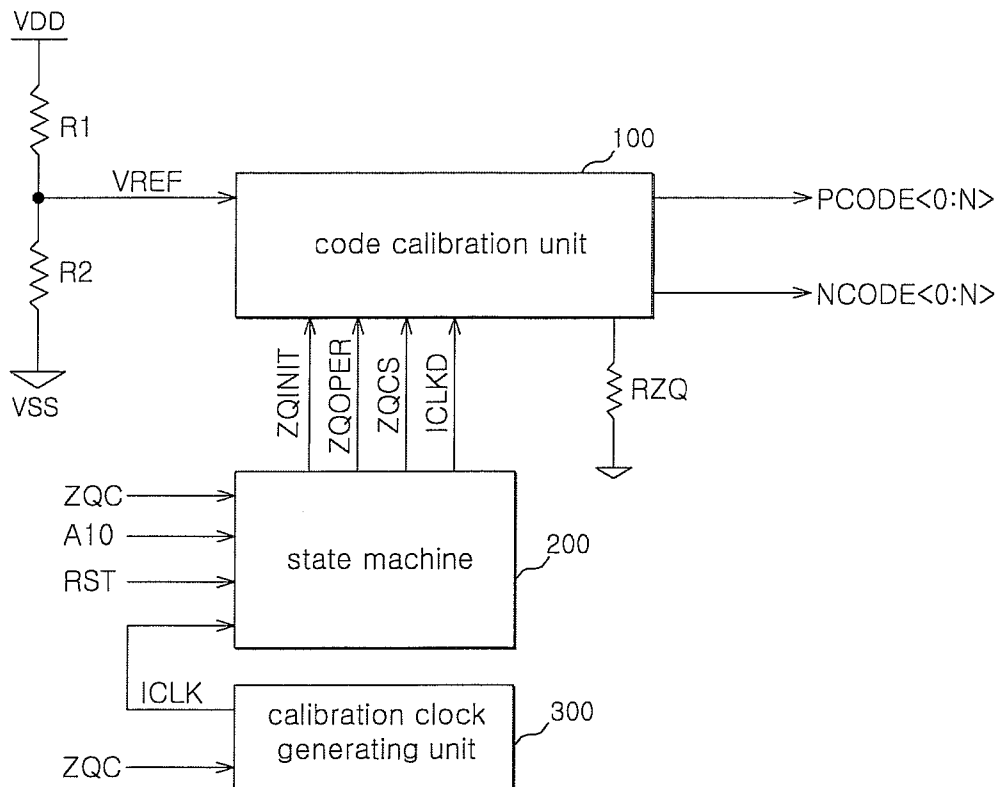 VDD
R1
100
VREF
PCODE<0:N>
code calibration unit
R2
NCODE<0:N>
ZQINIT
ZQOPER
ZQCS
ICLKD
RZQ
VSS
ZQC
A10
state machine
200
RST
ICLK
calibration clock
generating unit
300
ZQC